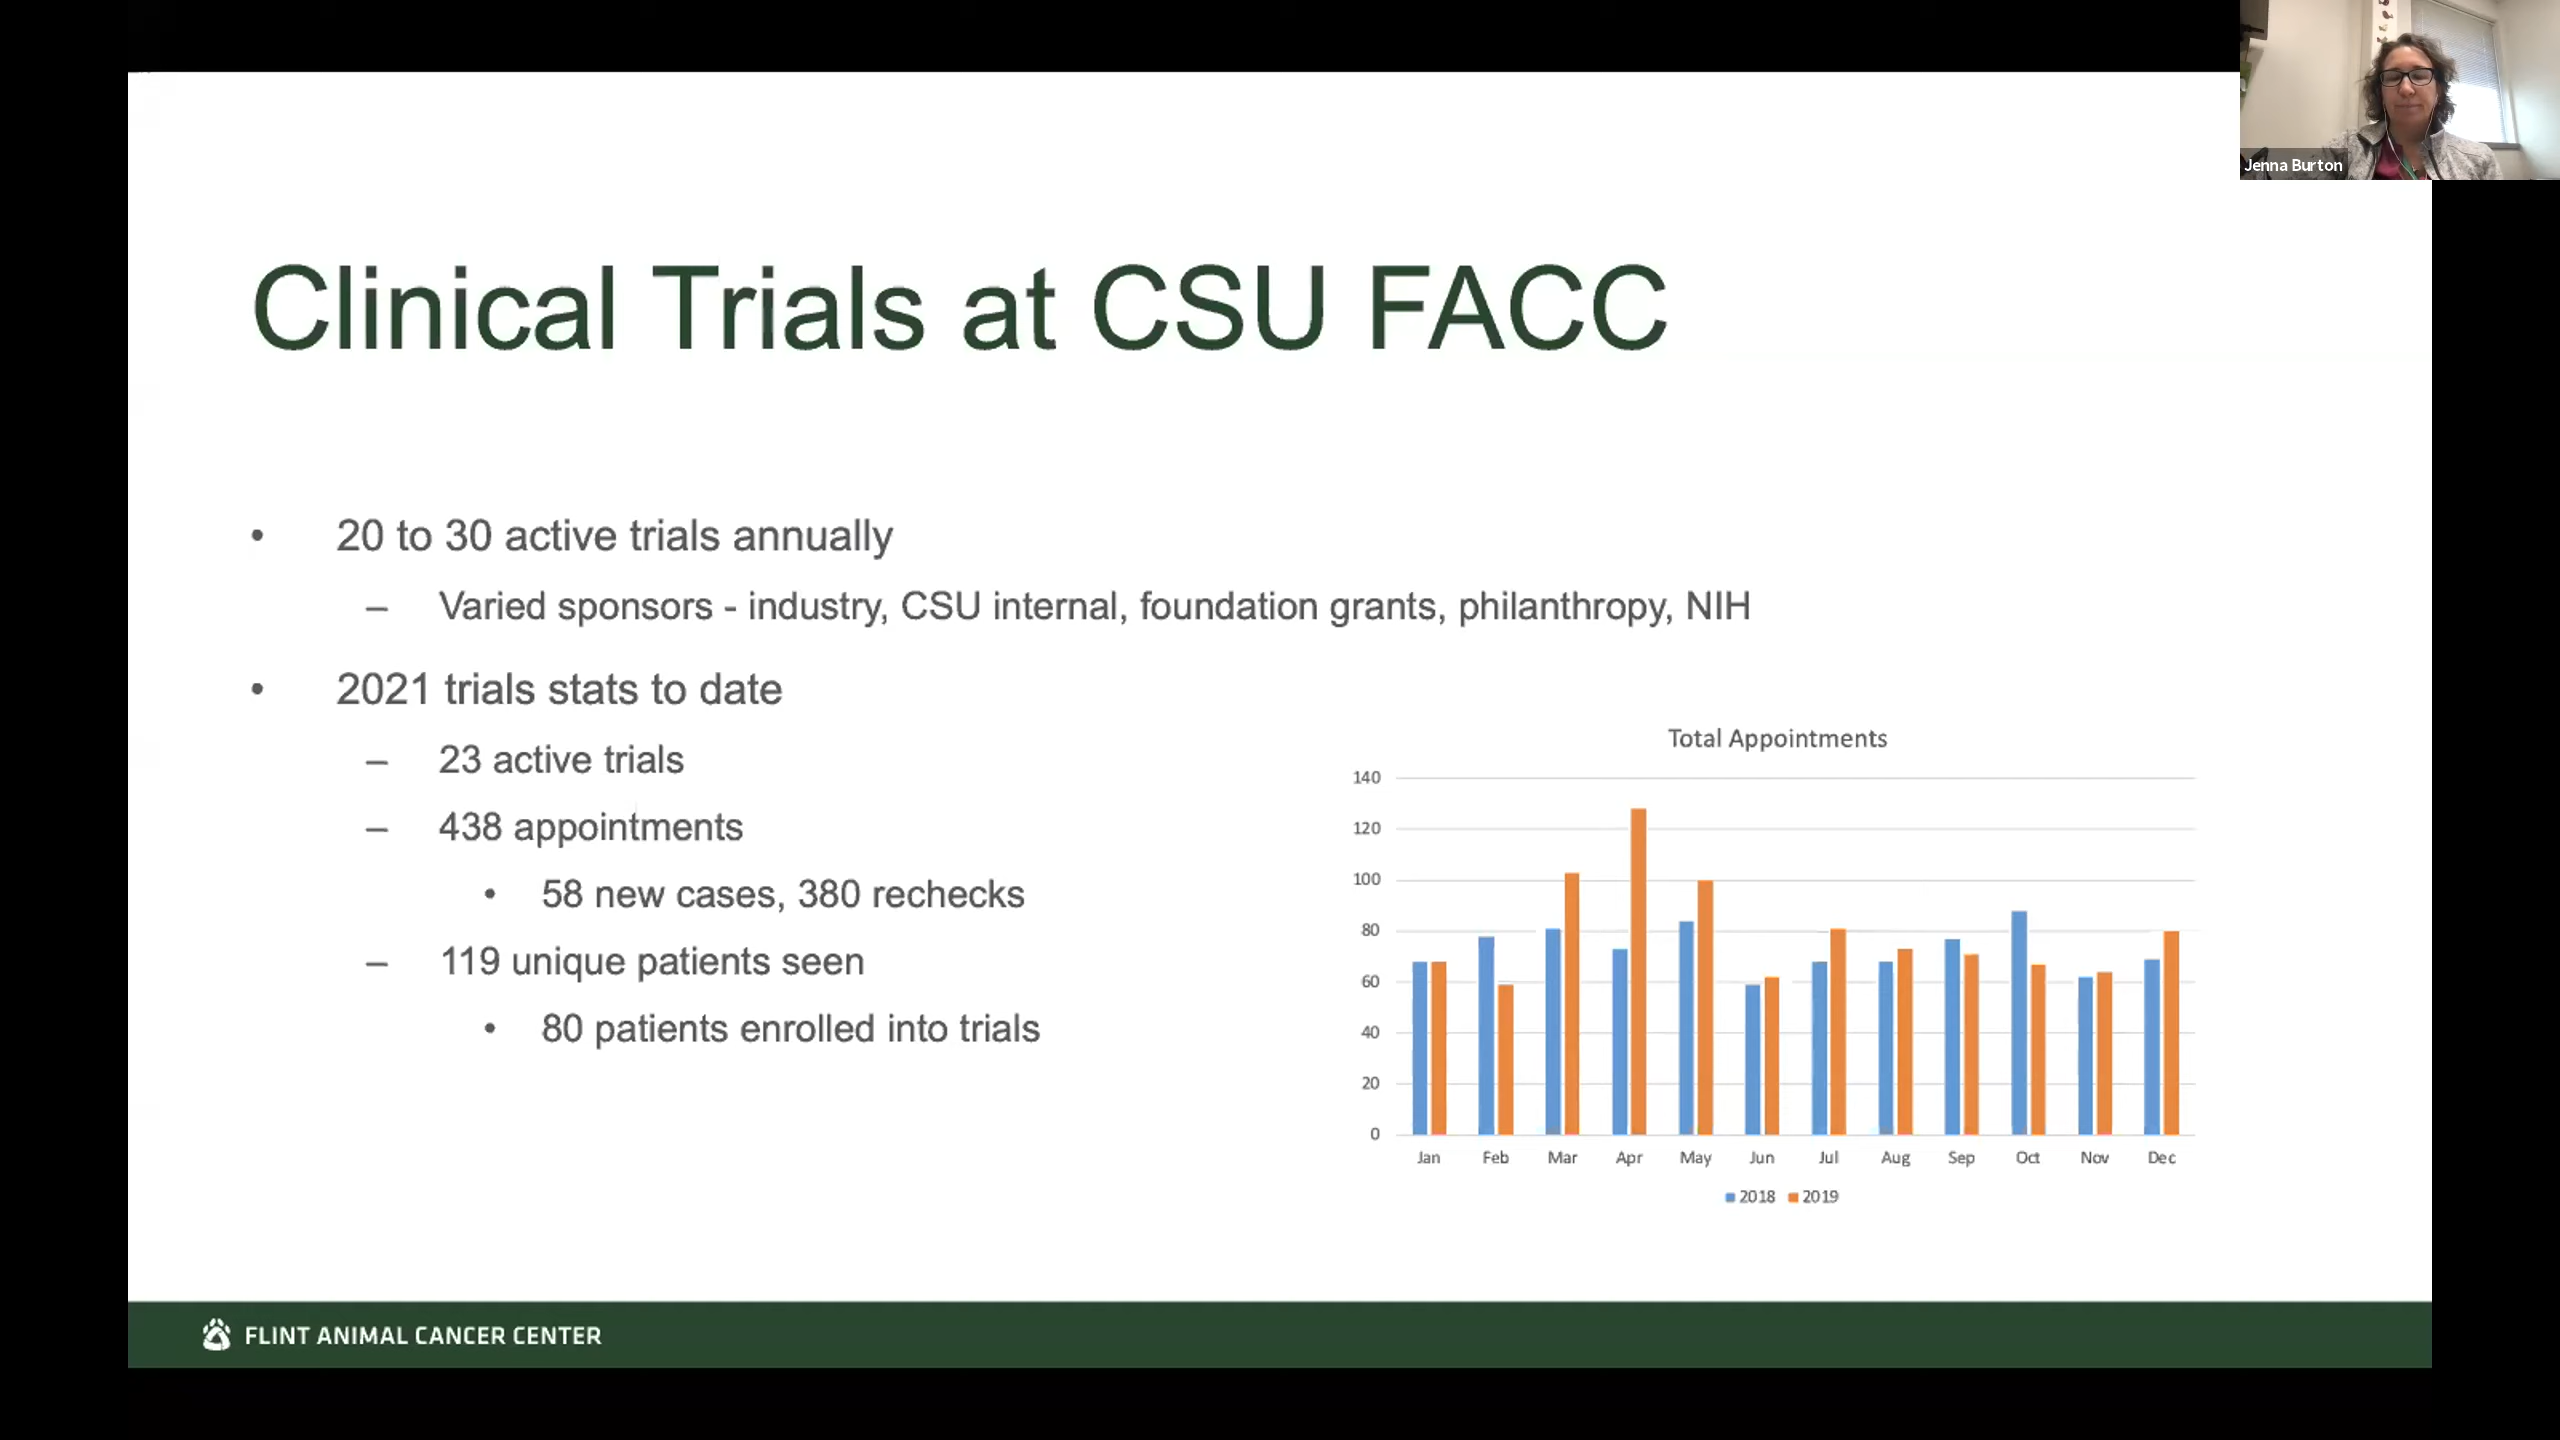 Jenna Burton
Clinical Trials at CSU FACC
• 20 to 30 active trials annually
– Varied sponsors - industry, CSU internal, foundation grants, philanthropy, NIH
• 2021 trials stats to date
– 23 active trials
– 438 appointments
• 58 new cases, 380 rechecks
– 119 unique patients seen
• 80 patients enrolled into trials
Total Appointments
140
120
100
80
60
40
20
0
Jan Feb Mar Apr May Jun Jul Aug Sep Oct Nov Dec
2018 2019
FLINT ANIMAL CANCER CENTER